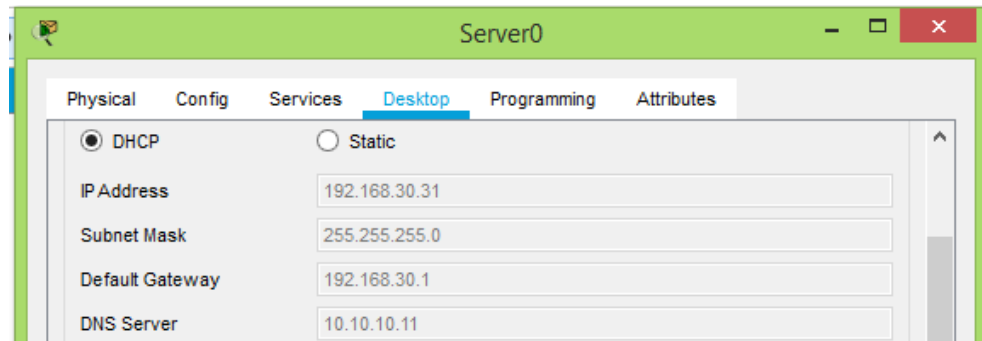 Server0
Physical Config Services Desktop Programming Attributes
DHCP Static
IP Address 192.168.30.31
Subnet Mask 255.255.255.0
Default Gateway 192.168.30.1
DNS Server 10.10.10.11